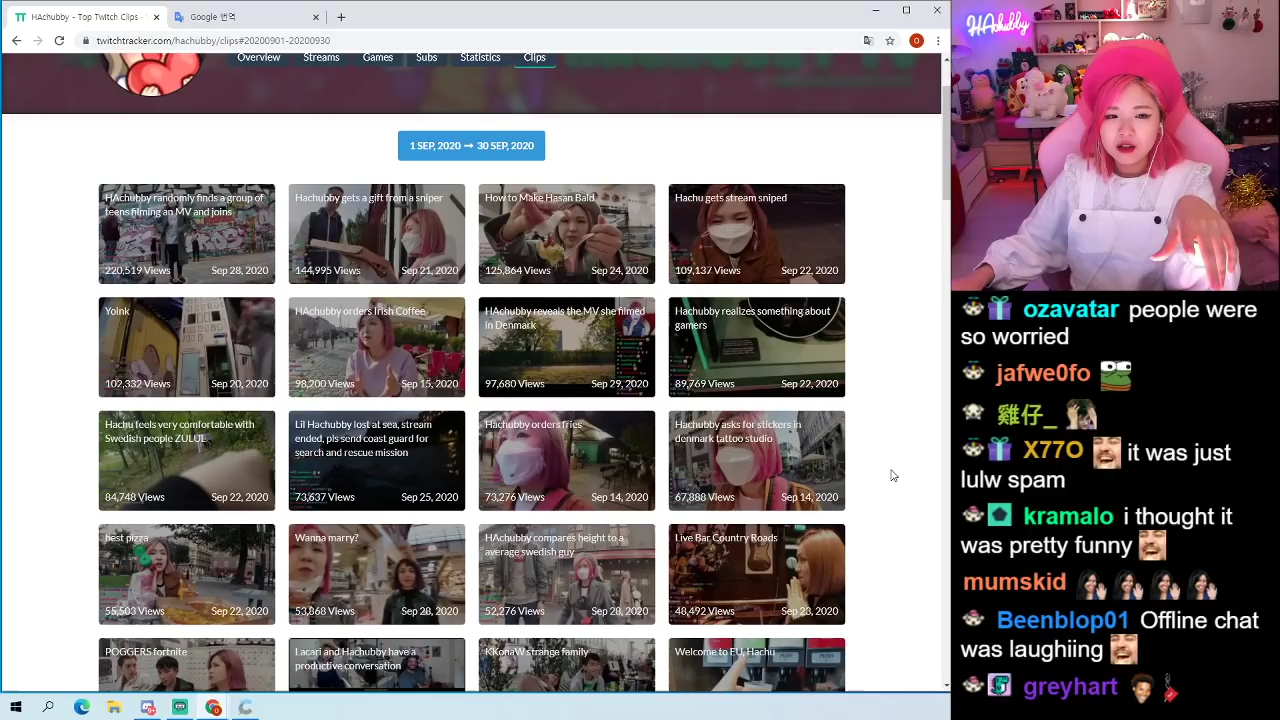 HAchubby - Top Twitch Clips -
Google 번역
twitchtracker.com/hachubby/clips#20200901-20200930
Overview
Streams
Games
Subs
Statistics
Clips
1 SEP, 2020 ➞ 30 SEP, 2020
HAchubby randomly finds a group of
teens filming an MV and joins
220,519 Views
Sep 28, 2020
Hachubby gets a gift from a sniper
144,995 Views
Sep 21, 2020
How to Make Hasan Bald
125,864 Views
Sep 24, 2020
Hachu gets stream sniped
109,137 Views
Sep 22, 2020
Yoink
102,332 Views
Sep 20, 2020
HAchubby orders Irish Coffee
98,200 Views
Sep 15, 2020
HAchubby reveals the MV she filmed
in Denmark
97,680 Views
Sep 29, 2020
Hachubby realizes something about
gamers
89,769 Views
Sep 22, 2020
Hachu feels very comfortable with
Swedish people ZULUL
84,748 Views
Sep 22, 2020
Lil Hachubby lost at sea, stream
ended, pls send coast guard for
search and rescue mission
73,637 Views
Sep 25, 2020
Hachubby orders fries
73,276 Views
Sep 14, 2020
Hachubby asks for stickers in
denmark tattoo studio
67,888 Views
Sep 14, 2020
best pizza
55,503 Views
Sep 22, 2020
Wanna marry?
53,868 Views
Sep 28, 2020
HAchubby compares height to a
average swedish guy
52,276 Views
Sep 28, 2020
Live Bar Country Roads
48,492 Views
Sep 23, 2020
POGGERS fortnite
Lacari and Hachubby have a
productive conversation
KKonaW strange family
Welcome to EU, Hachu
HAchubby
ozavatar people were
so worried
jafwe0fo
雞仔_
X77O it was just
lulw spam
kramalo i thought it
was pretty funny
mumskid
Beenblop01 Offline chat
was laughiing
greyhart